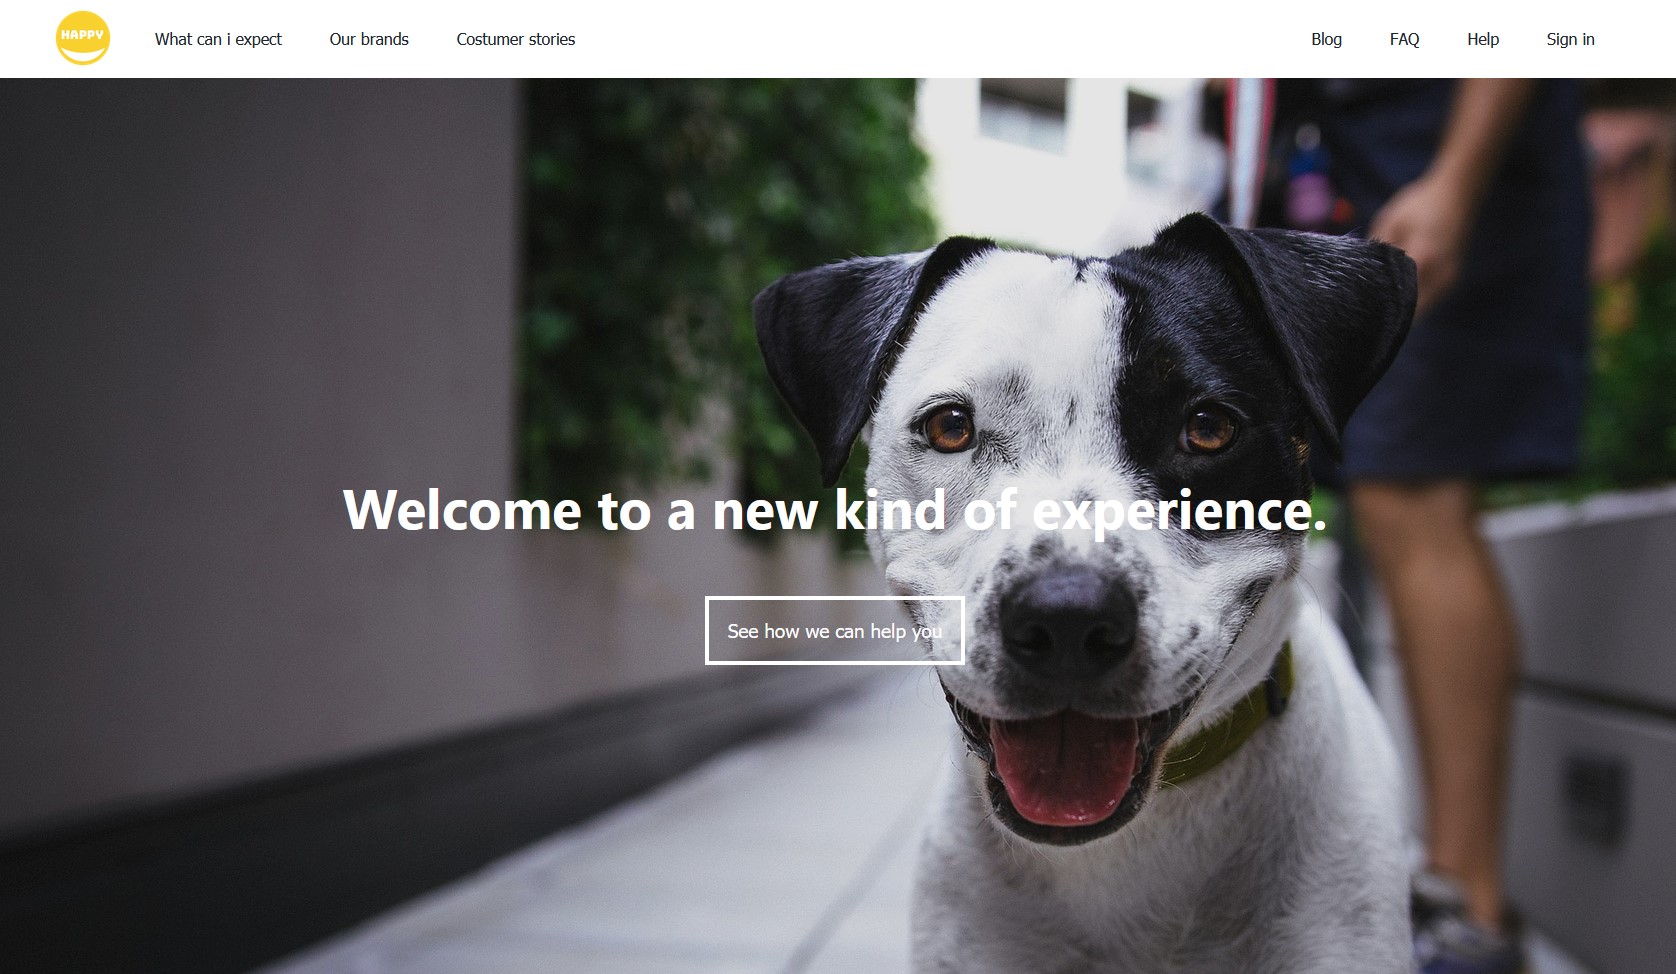 HAPPY
What can i expect
Our brands
Costumer stories
Blog
FAQ
Help
Sign in
Welcome to a new kind of experience.
See how we can help you